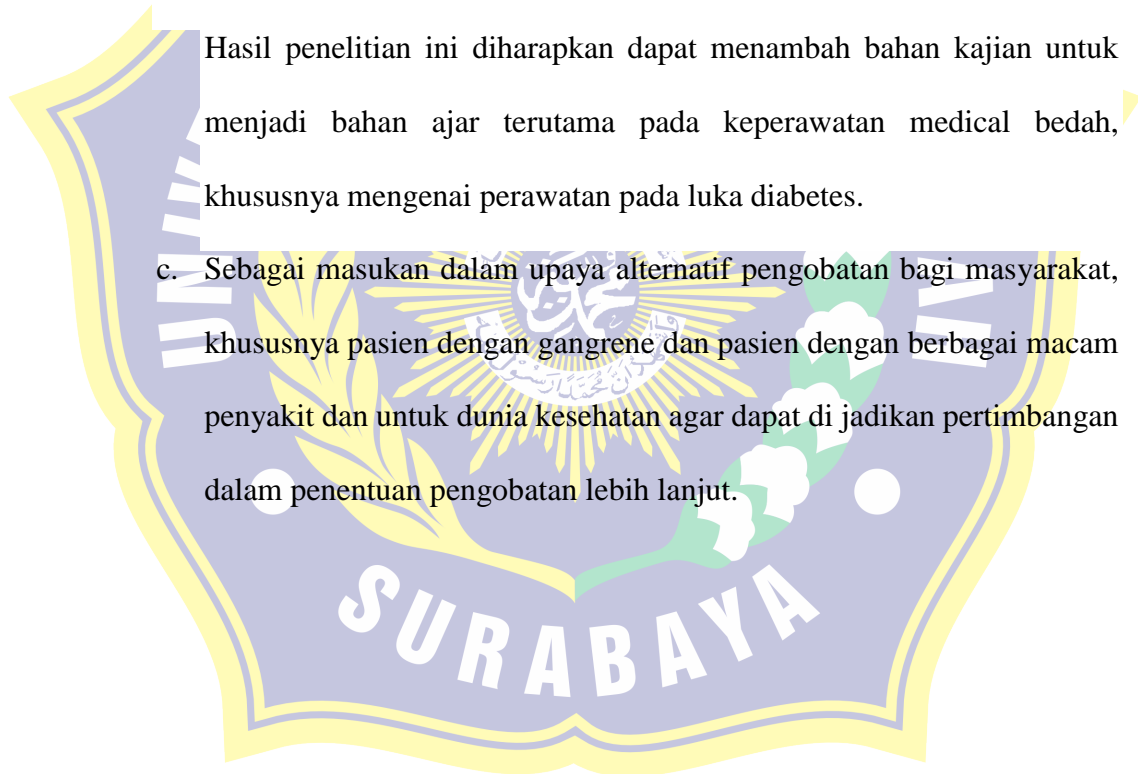 Hasil penelitian ini diharapkan dapat menambah bahan kajian untuk
menjadi bahan ajar terutama pada keperawatan medical bedah,
khususnya mengenai perawatan pada luka diabetes.
c. Sebagai masukan dalam upaya alternatif pengobatan bagi masyarakat,
khususnya pasien dengan gangrene dan pasien dengan berbagai macam
penyakit dan untuk dunia kesehatan agar dapat di jadikan pertimbangan
dalam penentuan pengobatan lebih lanjut.
SURABAYA